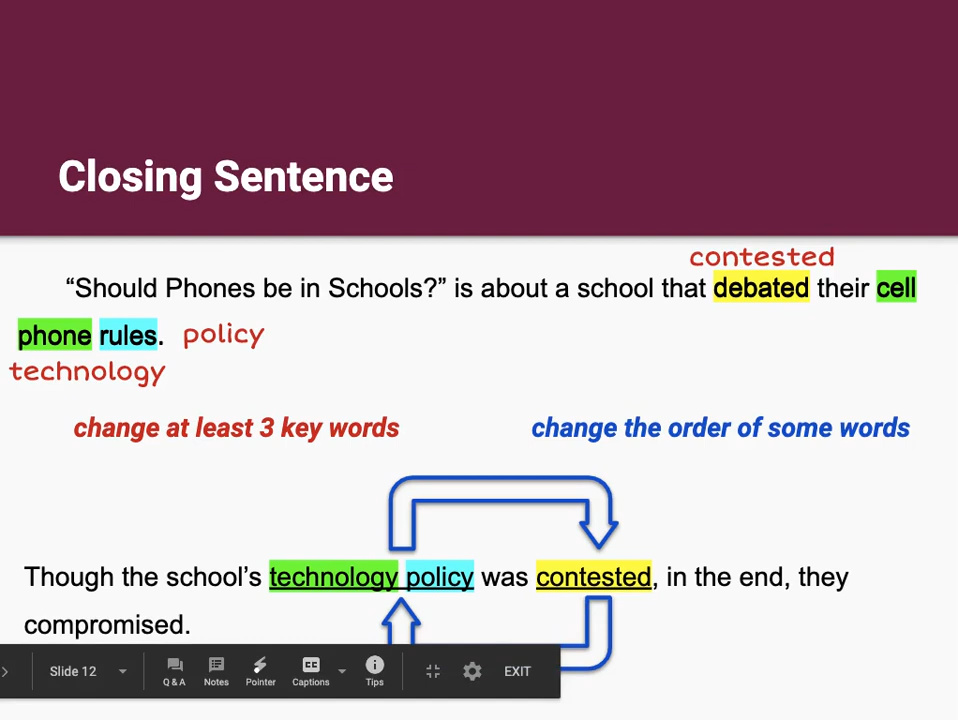 Closing Sentence
contested
“Should Phones be in Schools?” is about a school that debated their cell
phone rules. policy
technology
change at least 3 key words change the order of some words
Though the school’s technology policy was contested, in the end, they
compromised.
Slide 12 Q & A Notes Pointer CC Captions Tips EXIT